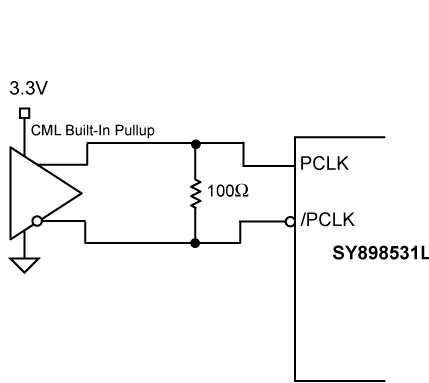 3.3V
CML Built-In Pullup
PCLK
100Ω
/PCLK
SY898531L